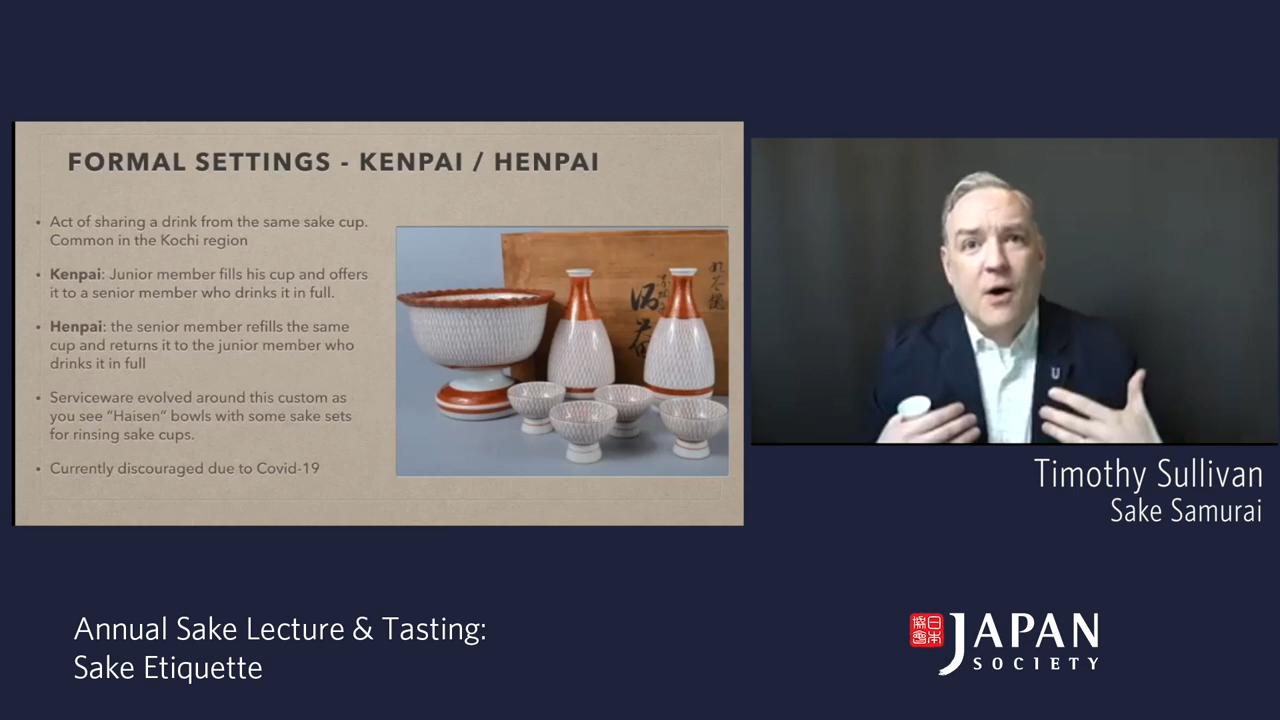 FORMAL SETTINGS - KENPAI / HENPAI
• Act of sharing a drink from the same sake cup.
Common in the Kochi region
• Kenpai: Junior member fills his cup and offers
it to a senior member who drinks it in full.
• Henpai: the senior member refills the same
cup and returns it to the junior member who
drinks it in full
• Serviceware evolved around this custom as
you see “Haisen” bowls with some sake sets
for rinsing sake cups.
• Currently discouraged due to Covid-19
U
Timothy Sullivan
Sake Samurai
Annual Sake Lecture & Tasting:
Sake Etiquette
JAPAN
SOCIETY